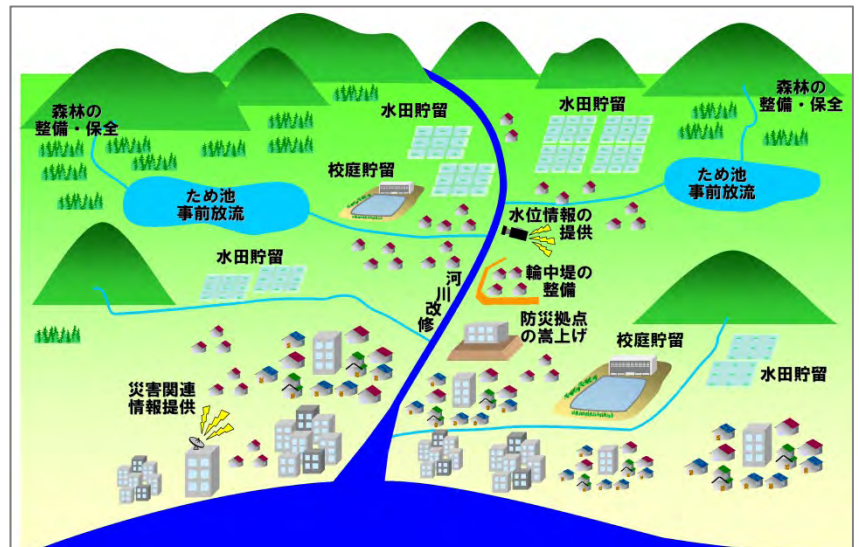 森林の
整備・保全
水田貯留
水田貯留
森林の
整備・保全
校庭貯留
ため池
事前放流
ため池
事前放流
水位情報の
提供
水田貯留
輪中堤の
整備
河川改修
防災拠点
の嵩上げ
校庭貯留
水田貯留
災害関連
情報提供